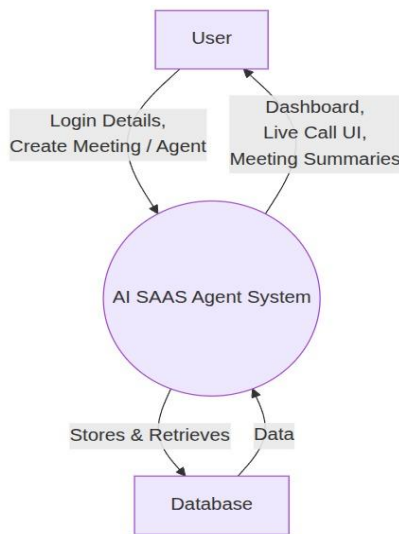 User
Login Details,
Create Meeting / Agent
Dashboard,
Live Call UI,
Meeting Summaries
AI SAAS Agent System
Stores & Retrieves
Data
Database